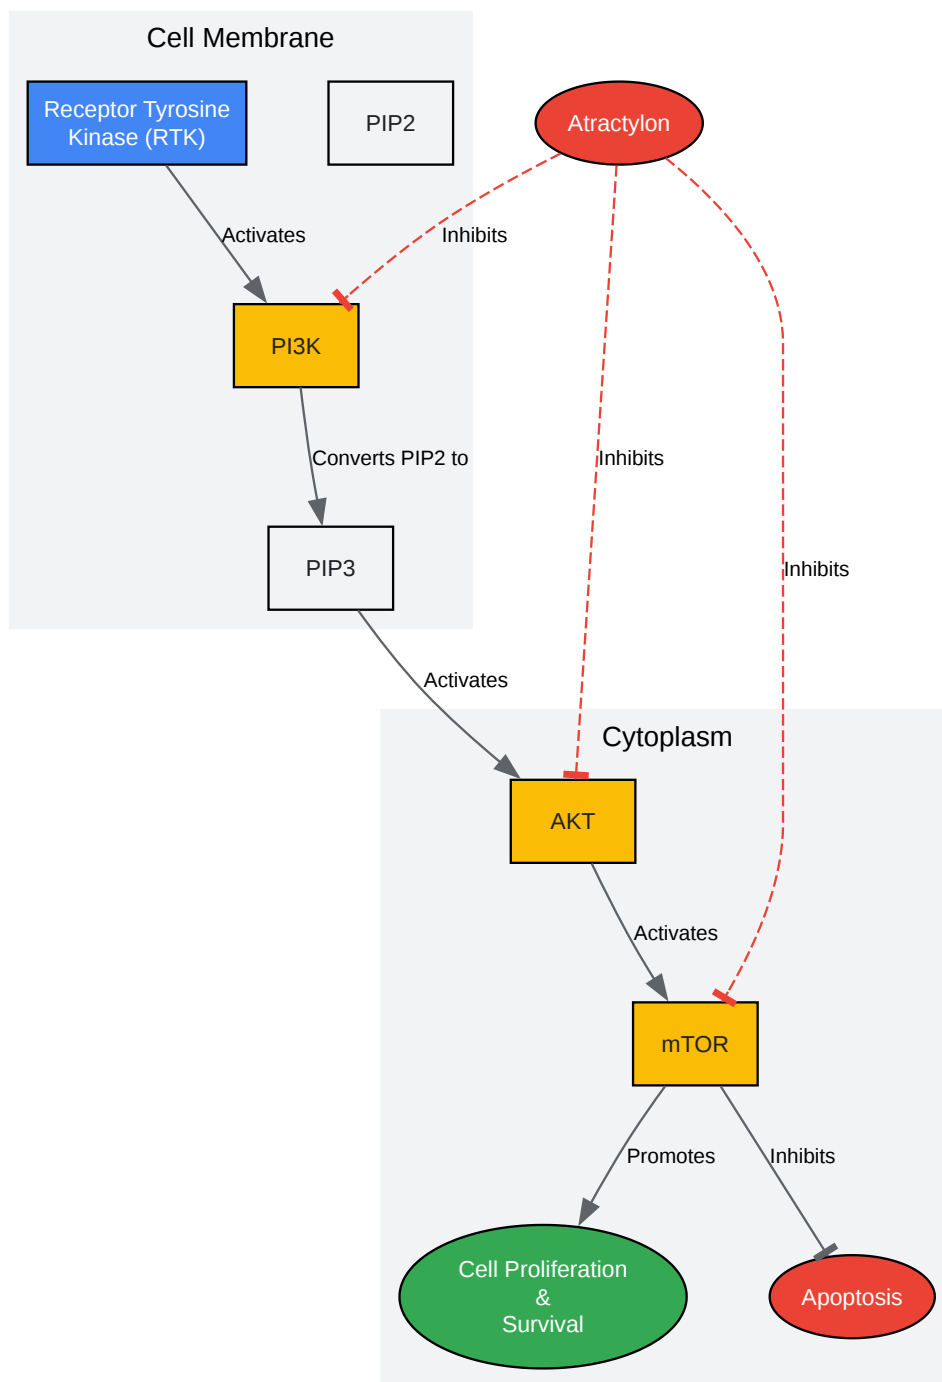 Cell Membrane
Receptor Tyrosine
Kinase (RTK)
PIP2
Atractylon
Activates
Inhibits
PI3K
Converts PIP2 to
Inhibits
PIP3
Inhibits
Activates
Cytoplasm
AKT
Activates
mTOR
Promotes
Inhibits
Cell Proliferation
&
Survival
Apoptosis